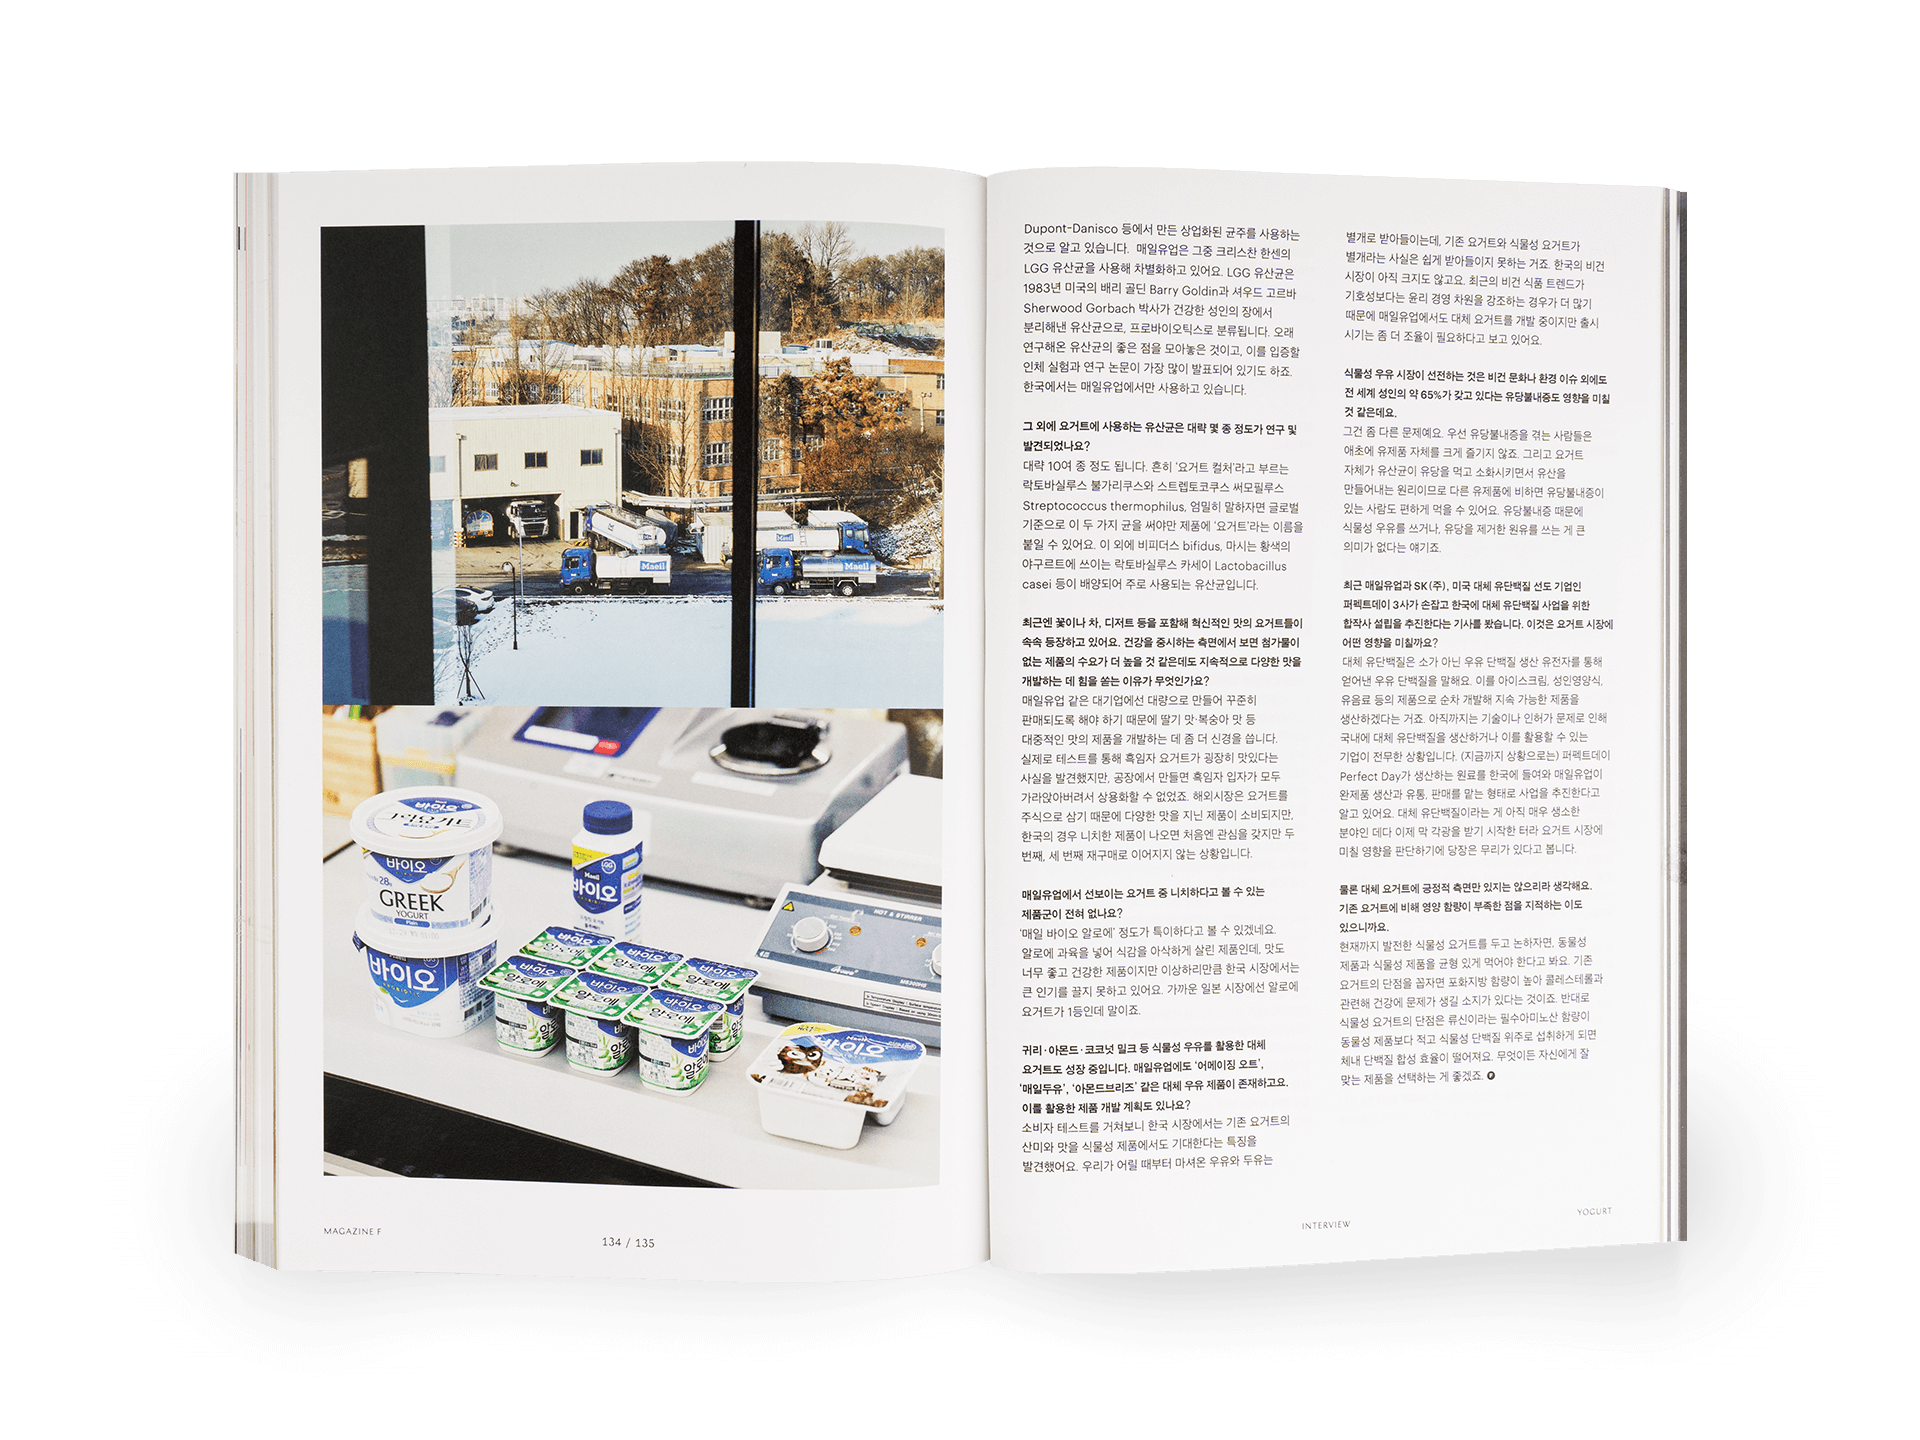 Maeil
Maeil
Maeil
바이오
그릭요거트
바이오
GREEK
YOGURT
Plain
바이오
PROBIOTIC
LGG
Maeil
바이오
바이오
알로에
바이오
알로에
바이오
알로에
바이오
알로에
바이오
알로에
바이오
알로에
알로에
알로에
알로에
HOT & STIRRER
MS300HS
Maeil
바이오
MAGAZINE F
134 / 135
Dupont-Danisco 등에서 만든 상업화된 균주를 사용하는
것으로 알고 있습니다. 매일유업은 그중 크리스찬 한센의
LGG 유산균을 사용해 차별화하고 있어요. LGG 유산균은
1983년 미국의 배리 골딘 Barry Goldin과 셔우드 고르바
Sherwood Gorbach 박사가 건강한 성인의 장에서
분리해낸 유산균으로, 프로바이오틱스로 분류됩니다. 오래
연구해온 유산균의 좋은 점을 모아놓은 것이고, 이를 입증할
인체 실험과 연구 논문이 가장 많이 발표되어 있기도 하죠.
한국에서는 매일유업에서만 사용하고 있습니다.
그 외에 요거트에 사용하는 유산균은 대략 몇 종 정도가 연구 및
발견되었나요?
대략 10여 종 정도 됩니다. 흔히 ‘요거트 컬처’라고 부르는
락토바실루스 불가리쿠스와 스트렙토코쿠스 써모필루스
Streptococcus thermophilus, 엄밀히 말하자면 글로벌
기준으로 이 두 가지 균을 써야만 제품에 ‘요거트’라는 이름을
붙일 수 있어요. 이 외에 비피더스 bifidus, 마시는 황색의
야구르트에 쓰이는 락토바실루스 카세이 Lactobacillus
casei 등이 배양되어 주로 사용되는 유산균입니다.
최근엔 꽃이나 차, 디저트 등을 포함해 혁신적인 맛의 요거트들이
속속 등장하고 있어요. 건강을 중시하는 측면에서 보면 첨가물이
없는 제품의 수요가 더 높을 것 같은데도 지속적으로 다양한 맛을
개발하는 데 힘을 쏟는 이유가 무엇인가요?
매일유업 같은 대기업에선 대량으로 만들어 꾸준히
판매되도록 해야 하기 때문에 딸기 맛·복숭아 맛 등
대중적인 맛의 제품을 개발하는 데 좀 더 신경을 씁니다.
실제로 테스트를 통해 흑임자 요거트가 굉장히 맛있다는
사실을 발견했지만, 공장에서 만들면 흑임자 입자가 모두
가라앉아버려서 상용화할 수 없었죠. 해외시장은 요거트를
주식으로 삼기 때문에 다양한 맛을 지닌 제품이 소비되지만,
한국의 경우 니치한 제품이 나오면 처음엔 관심을 갖지만 두
번째, 세 번째 재구매로 이어지지 않는 상황입니다.
매일유업에서 선보이는 요거트 중 니치하다고 볼 수 있는
제품군이 전혀 없나요?
‘매일 바이오 알로에’ 정도가 특이하다고 볼 수 있겠네요.
알로에 과육을 넣어 식감을 아삭하게 살린 제품인데, 맛도
너무 좋고 건강한 제품이지만 이상하리만큼 한국 시장에서는
큰 인기를 끌지 못하고 있어요. 가까운 일본 시장에선 알로에
요거트가 1등인데 말이죠.
귀리·아몬드·코코넛 밀크 등 식물성 우유를 활용한 대체
요거트도 성장 중입니다. 매일유업에도 ‘어메이징 오트’,
‘매일두유’, ‘아몬드브리즈’ 같은 대체 우유 제품이 존재하고요.
이를 활용한 제품 개발 계획도 있나요?
소비자 테스트를 거쳐보니 한국 시장에서는 기존 요거트의
산미와 맛을 식물성 제품에서도 기대한다는 특징을
발견했어요. 우리가 어릴 때부터 마셔온 우유와 두유는
별개로 받아들이는데, 기존 요거트와 식물성 요거트가
별개라는 사실은 쉽게 받아들이지 못하는 거죠. 한국의 비건
시장이 아직 크지도 않고요. 최근의 비건 식품 트렌드가
기호성보다는 윤리 경영 차원을 강조하는 경우가 더 많기
때문에 매일유업에서도 대체 요거트를 개발 중이지만 출시
시기는 좀 더 조율이 필요하다고 보고 있어요.
식물성 우유 시장이 선전하는 것은 비건 문화나 환경 이슈 외에도
전 세계 성인의 약 65%가 갖고 있다는 유당불내증도 영향을 미칠
것 같은데요.
그건 좀 다른 문제예요. 우선 유당불내증을 겪는 사람들은
애초에 유제품 자체를 크게 즐기지 않죠. 그리고 요거트
자체가 유산균이 유당을 먹고 소화시키면서 유산을
만들어내는 원리이므로 다른 유제품에 비하면 유당불내증이
있는 사람도 편하게 먹을 수 있어요. 유당불내증 때문에
식물성 우유를 쓰거나, 유당을 제거한 원유를 쓰는 게 큰
의미가 없다는 얘기죠.
최근 매일유업과 SK(주), 미국 대체 유단백질 선도 기업인
퍼펙트데이 3사가 손잡고 한국에 대체 유단백질 사업을 위한
합작사 설립을 추진한다는 기사를 봤습니다. 이것은 요거트 시장에
어떤 영향을 미칠까요?
대체 유단백질은 소가 아닌 우유 단백질 생산 유전자를 통해
얻어낸 우유 단백질을 말해요. 이를 아이스크림, 성인영양식,
유음료 등의 제품으로 순차 개발해 지속 가능한 제품을
생산하겠다는 거죠. 아직까지는 기술이나 인허가 문제로 인해
국내에 대체 유단백질을 생산하거나 이를 활용할 수 있는
기업이 전무한 상황입니다. (지금까지 상황으로는) 퍼펙트데이
Perfect Day가 생산하는 원료를 한국에 들여와 매일유업이
완제품 생산과 유통, 판매를 맡는 형태로 사업을 추진한다고
알고 있어요. 대체 유단백질이라는 게 아직 매우 생소한
분야인 데다 이제 막 각광을 받기 시작한 터라 요거트 시장에
미칠 영향을 판단하기에 당장은 무리가 있다고 봅니다.
물론 대체 요거트에 긍정적 측면만 있지는 않으리라 생각해요.
기존 요거트에 비해 영양 함량이 부족한 점을 지적하는 이도
있으니까요.
현재까지 발전한 식물성 요거트를 두고 논하자면, 동물성
제품과 식물성 제품을 균형 있게 먹어야 한다고 봐요. 기존
요거트의 단점을 꼽자면 포화지방 함량이 높아 콜레스테롤과
관련해 건강에 문제가 생길 소지가 있다는 것이죠. 반대로
식물성 요거트의 단점은 류신이라는 필수아미노산 함량이
동물성 제품보다 적고 식물성 단백질 위주로 섭취하게 되면
체내 단백질 합성 효율이 떨어져요. 무엇이든 자신에게 잘
맞는 제품을 선택하는 게 좋겠죠. F
INTERVIEW
YOGURT